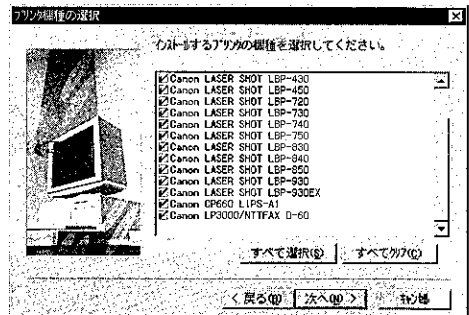 プリンタ機種の選択
インストールするプリンタの機種を選択してください。
Canon LASER SHOT LBP-430
Canon LASER SHOT LBP-450
Canon LASER SHOT LBP-720
Canon LASER SHOT LBP-730
Canon LASER SHOT LBP-740
Canon LASER SHOT LBP-750
Canon LASER SHOT LBP-830
Canon LASER SHOT LBP-840
Canon LASER SHOT LBP-850
Canon LASER SHOT LBP-930
Canon LASER SHOT LBP-930EX
Canon CP660 LIPS-A1
Canon LP3000/NTTFAX D-60
すべて選択(S) すべてクリア(C)
< 戻る(B) 次へ(N) > キャンセル